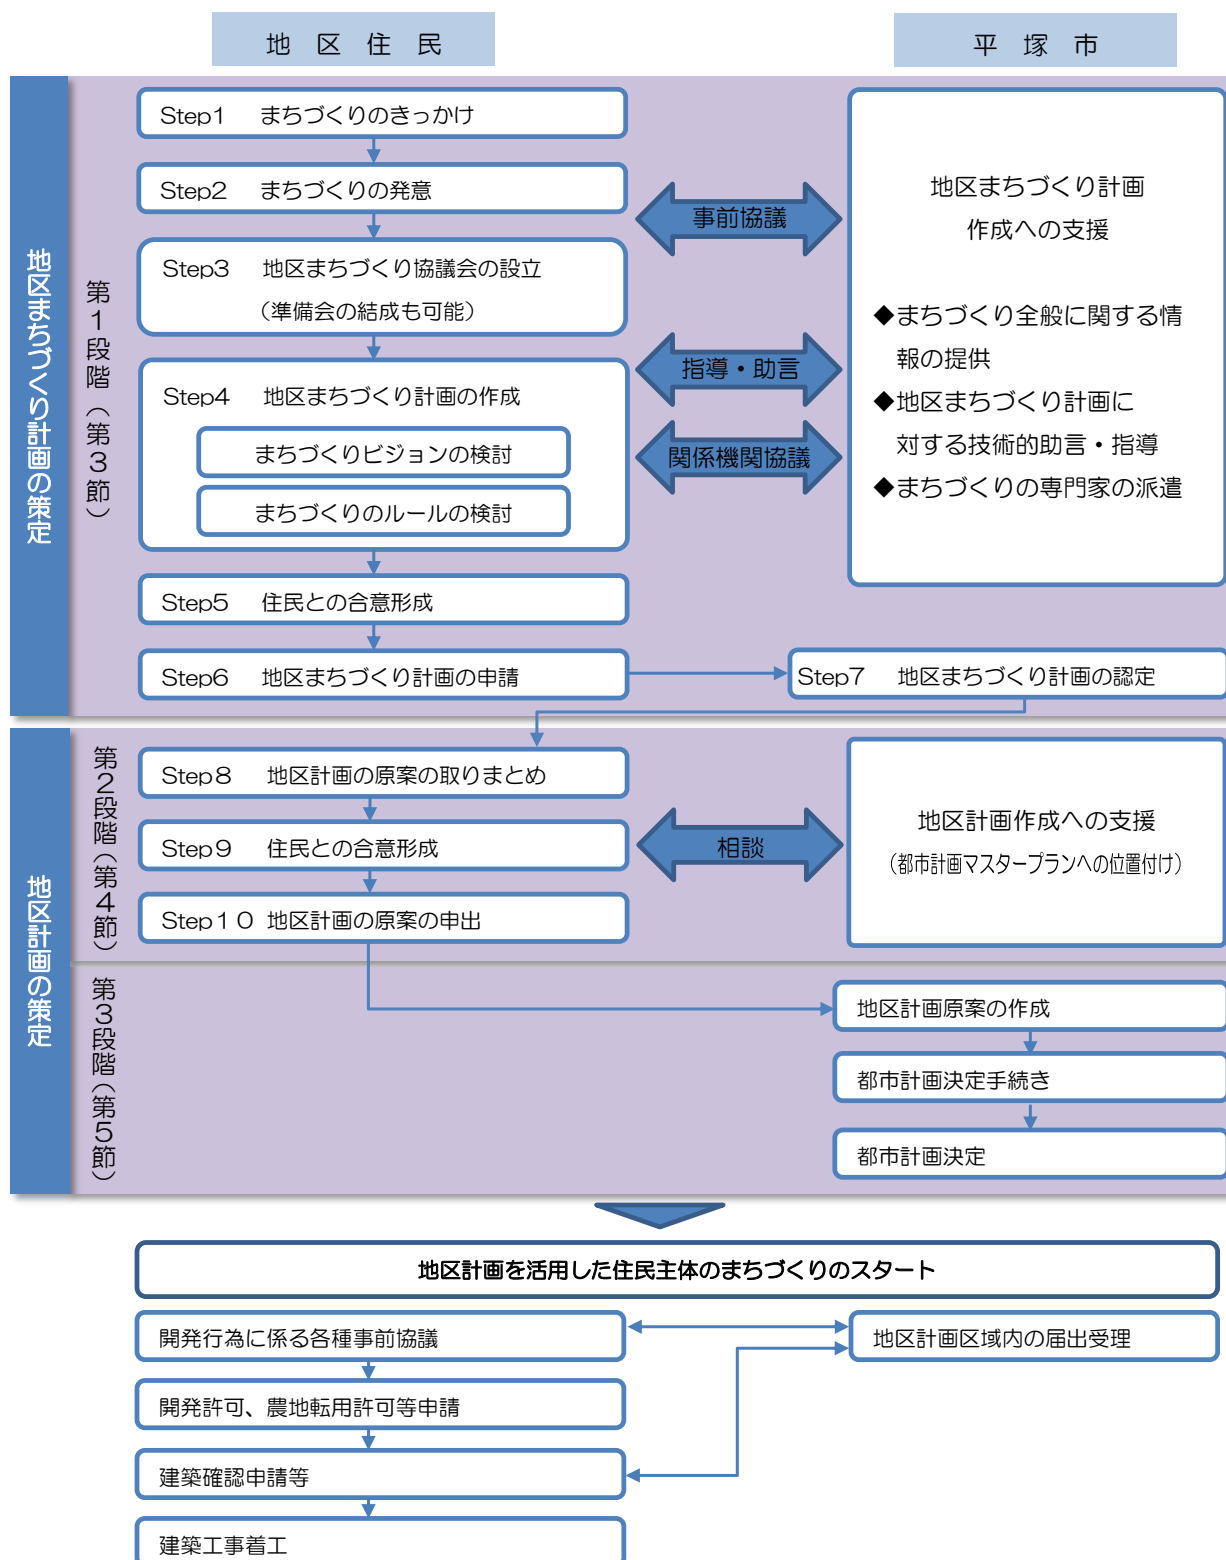 地区住民
平塚市
地区まちづくり計画の策定
第1段階（第3節）
Step1 まちづくりのきっかけ
Step2 まちづくりの発意
Step3 地区まちづくり協議会の設立
（準備会の結成も可能）
Step4 地区まちづくり計画の作成
まちづくりビジョンの検討
まちづくりのルールの検討
Step5 住民との合意形成
Step6 地区まちづくり計画の申請
事前協議
指導・助言
関係機関協議
地区まちづくり計画
作成への支援
◆まちづくり全般に関する情
報の提供
◆地区まちづくり計画に
対する技術的助言・指導
◆まちづくりの専門家の派遣
Step7 地区まちづくり計画の認定
地区計画の策定
第2段階（第4節）
Step8 地区計画の原案の取りまとめ
Step9 住民との合意形成
Step10 地区計画の原案の申出
相談
地区計画作成への支援
（都市計画マスタープランへの位置付け）
第3段階（第5節）
地区計画原案の作成
都市計画決定手続き
都市計画決定
地区計画を活用した住民主体のまちづくりのスタート
開発行為に係る各種事前協議
地区計画区域内の届出受理
開発許可、農地転用許可等申請
建築確認申請等
建築工事着工